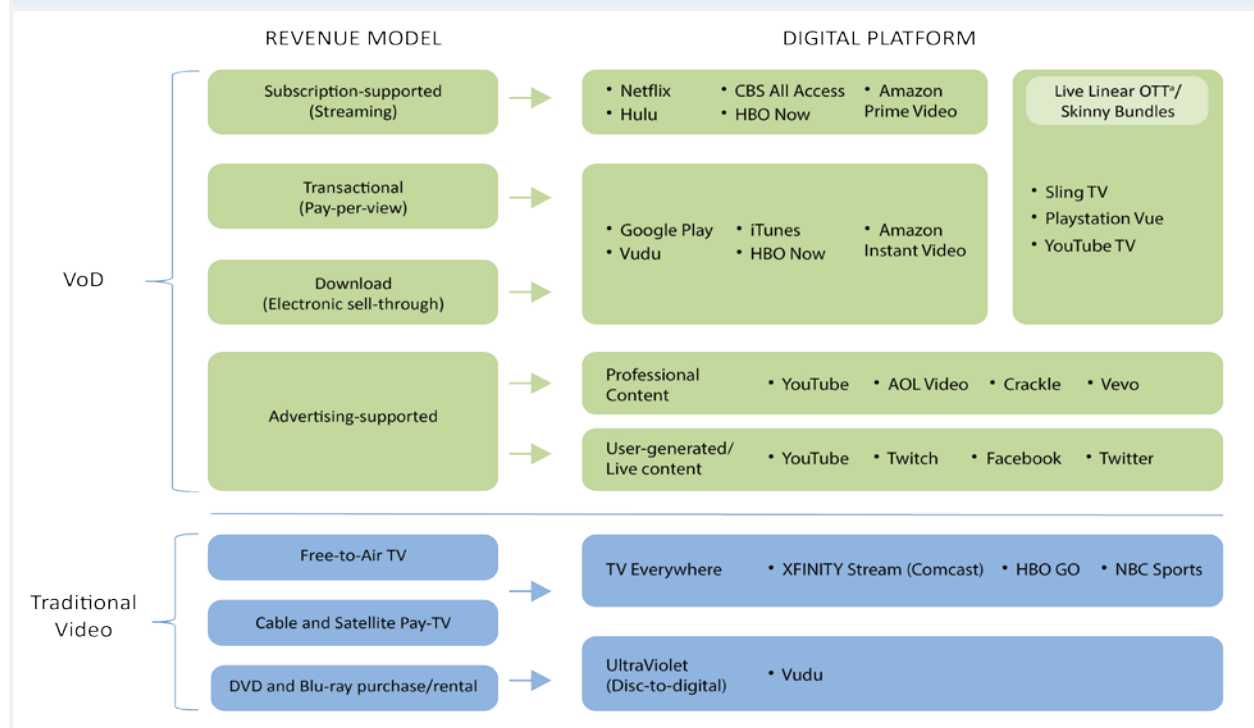 REVENUE MODEL
DIGITAL PLATFORM
VoD
Subscription-supported
(Streaming)
• Netflix
• Hulu
• CBS All Access
• HBO Now
• Amazon
Prime Video
Transactional
(Pay-per-view)
Download
(Electronic sell-through)
• Google Play
• Vudu
• iTunes
• HBO Now
• Amazon
Instant Video
Live Linear OTTª/
Skinny Bundles
• Sling TV
• Playstation Vue
• YouTube TV
Advertising-supported
Professional
Content
• YouTube • AOL Video • Crackle • Vevo
User-generated/
Live content
• YouTube • Twitch • Facebook • Twitter
Traditional
Video
Free-to-Air TV
Cable and Satellite Pay-TV
TV Everywhere • XFINITY Stream (Comcast) • HBO GO • NBC Sports
DVD and Blu-ray purchase/rental
UltraViolet
(Disc-to-digital)
• Vudu